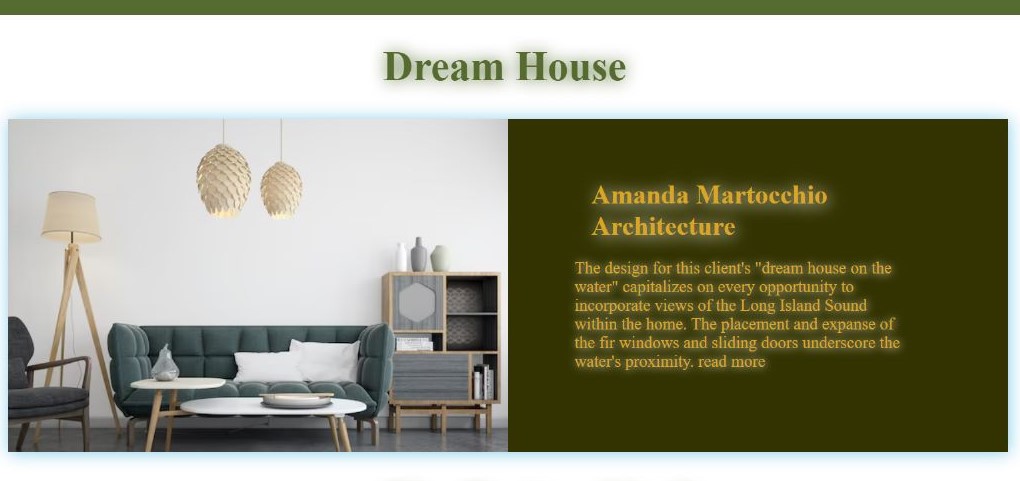 Dream House
Amanda Martocchio
Architecture
The design for this client's "dream house on the
water" capitalizes on every opportunity to
incorporate views of the Long Island Sound
within the home. The placement and expanse of
the fir windows and sliding doors underscore the
water's proximity. read more